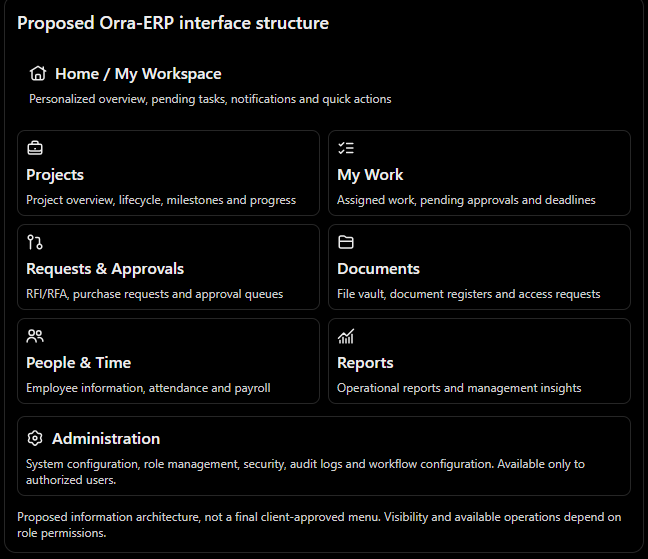 Proposed Orra-ERP interface structure
Home / My Workspace
Personalized overview, pending tasks, notifications and quick actions
Projects
Project overview, lifecycle, milestones and progress
My Work
Assigned work, pending approvals and deadlines
Requests & Approvals
RFI/RFA, purchase requests and approval queues
Documents
File vault, document registers and access requests
People & Time
Employee information, attendance and payroll
Reports
Operational reports and management insights
Administration
System configuration, role management, security, audit logs and workflow configuration. Available only to
authorized users.
Proposed information architecture, not a final client-approved menu. Visibility and available operations depend on
role permissions.